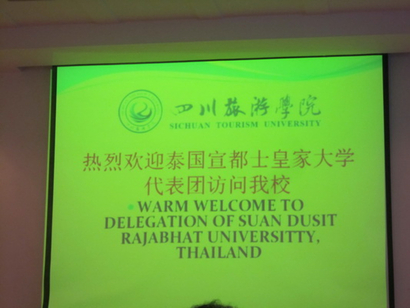 四川旅游学院
SICHUAN TOURISM UNIVERSITY
热烈欢迎泰国宣都士皇家大学
代表团访问我校
WARM WELCOME TO
DELEGATION OF SUAN DUSIT
RAJABHAT UNIVERSITTY,
THAILAND